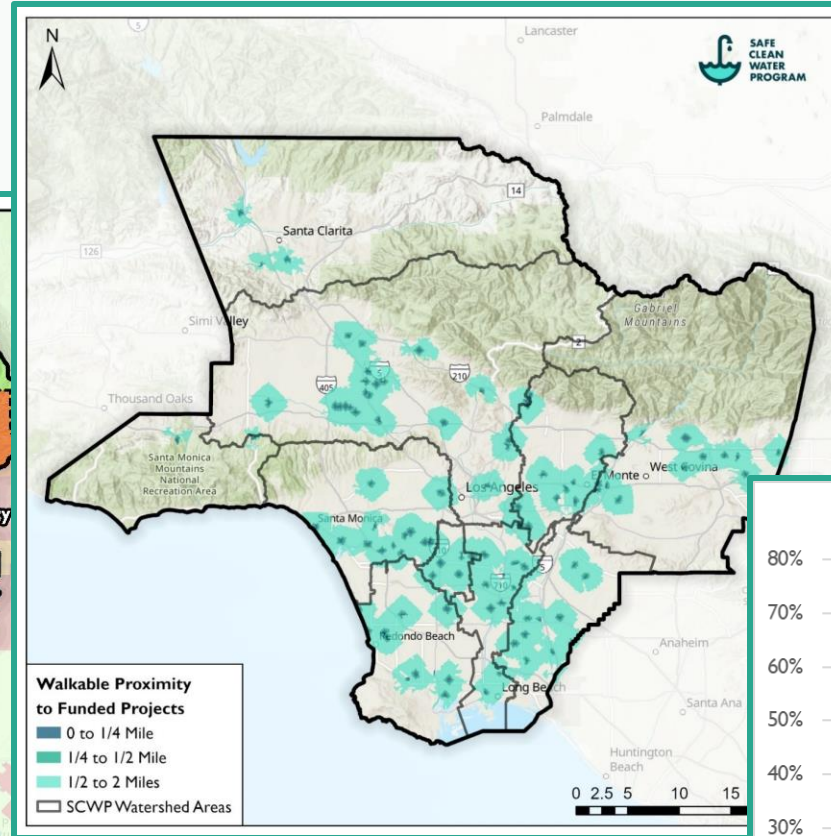 N
5
Lancaster
SAFE
CLEAN
WATER
PROGRAM
Palmdale
14
Santa Clarita
126
Simi Valley
Gabriel
Mountains
2
5
210
405
Thousand Oaks
Santa Monica
Mountains
National
Recreation Area
El Monte
West Covina
Los Angeles
Santa Monica
5
710
Redondo Beach
Anaheim
Long Beach
Santa Ana
Huntington
Beach
Walkable Proximity
to Funded Projects
0 to 1/4 Mile
1/4 to 1/2 Mile
1/2 to 2 Miles
SCWP Watershed Areas
0 2.5 5 10 15
y
80%
70%
60%
50%
40%
30%